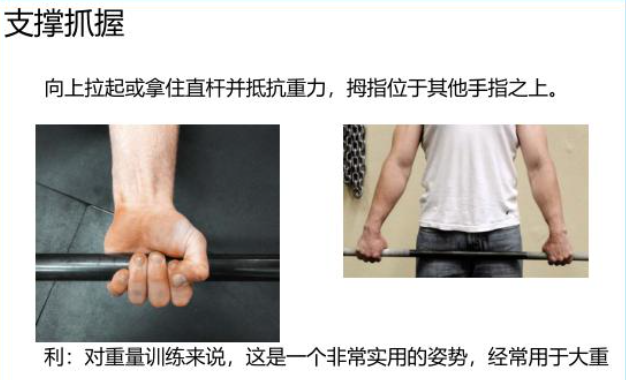 支撑抓握
向上拉起或拿住直杆并抵抗重力，拇指位于其他手指之上。
利：对重量训练来说，这是一个非常实用的姿势，经常用于大重